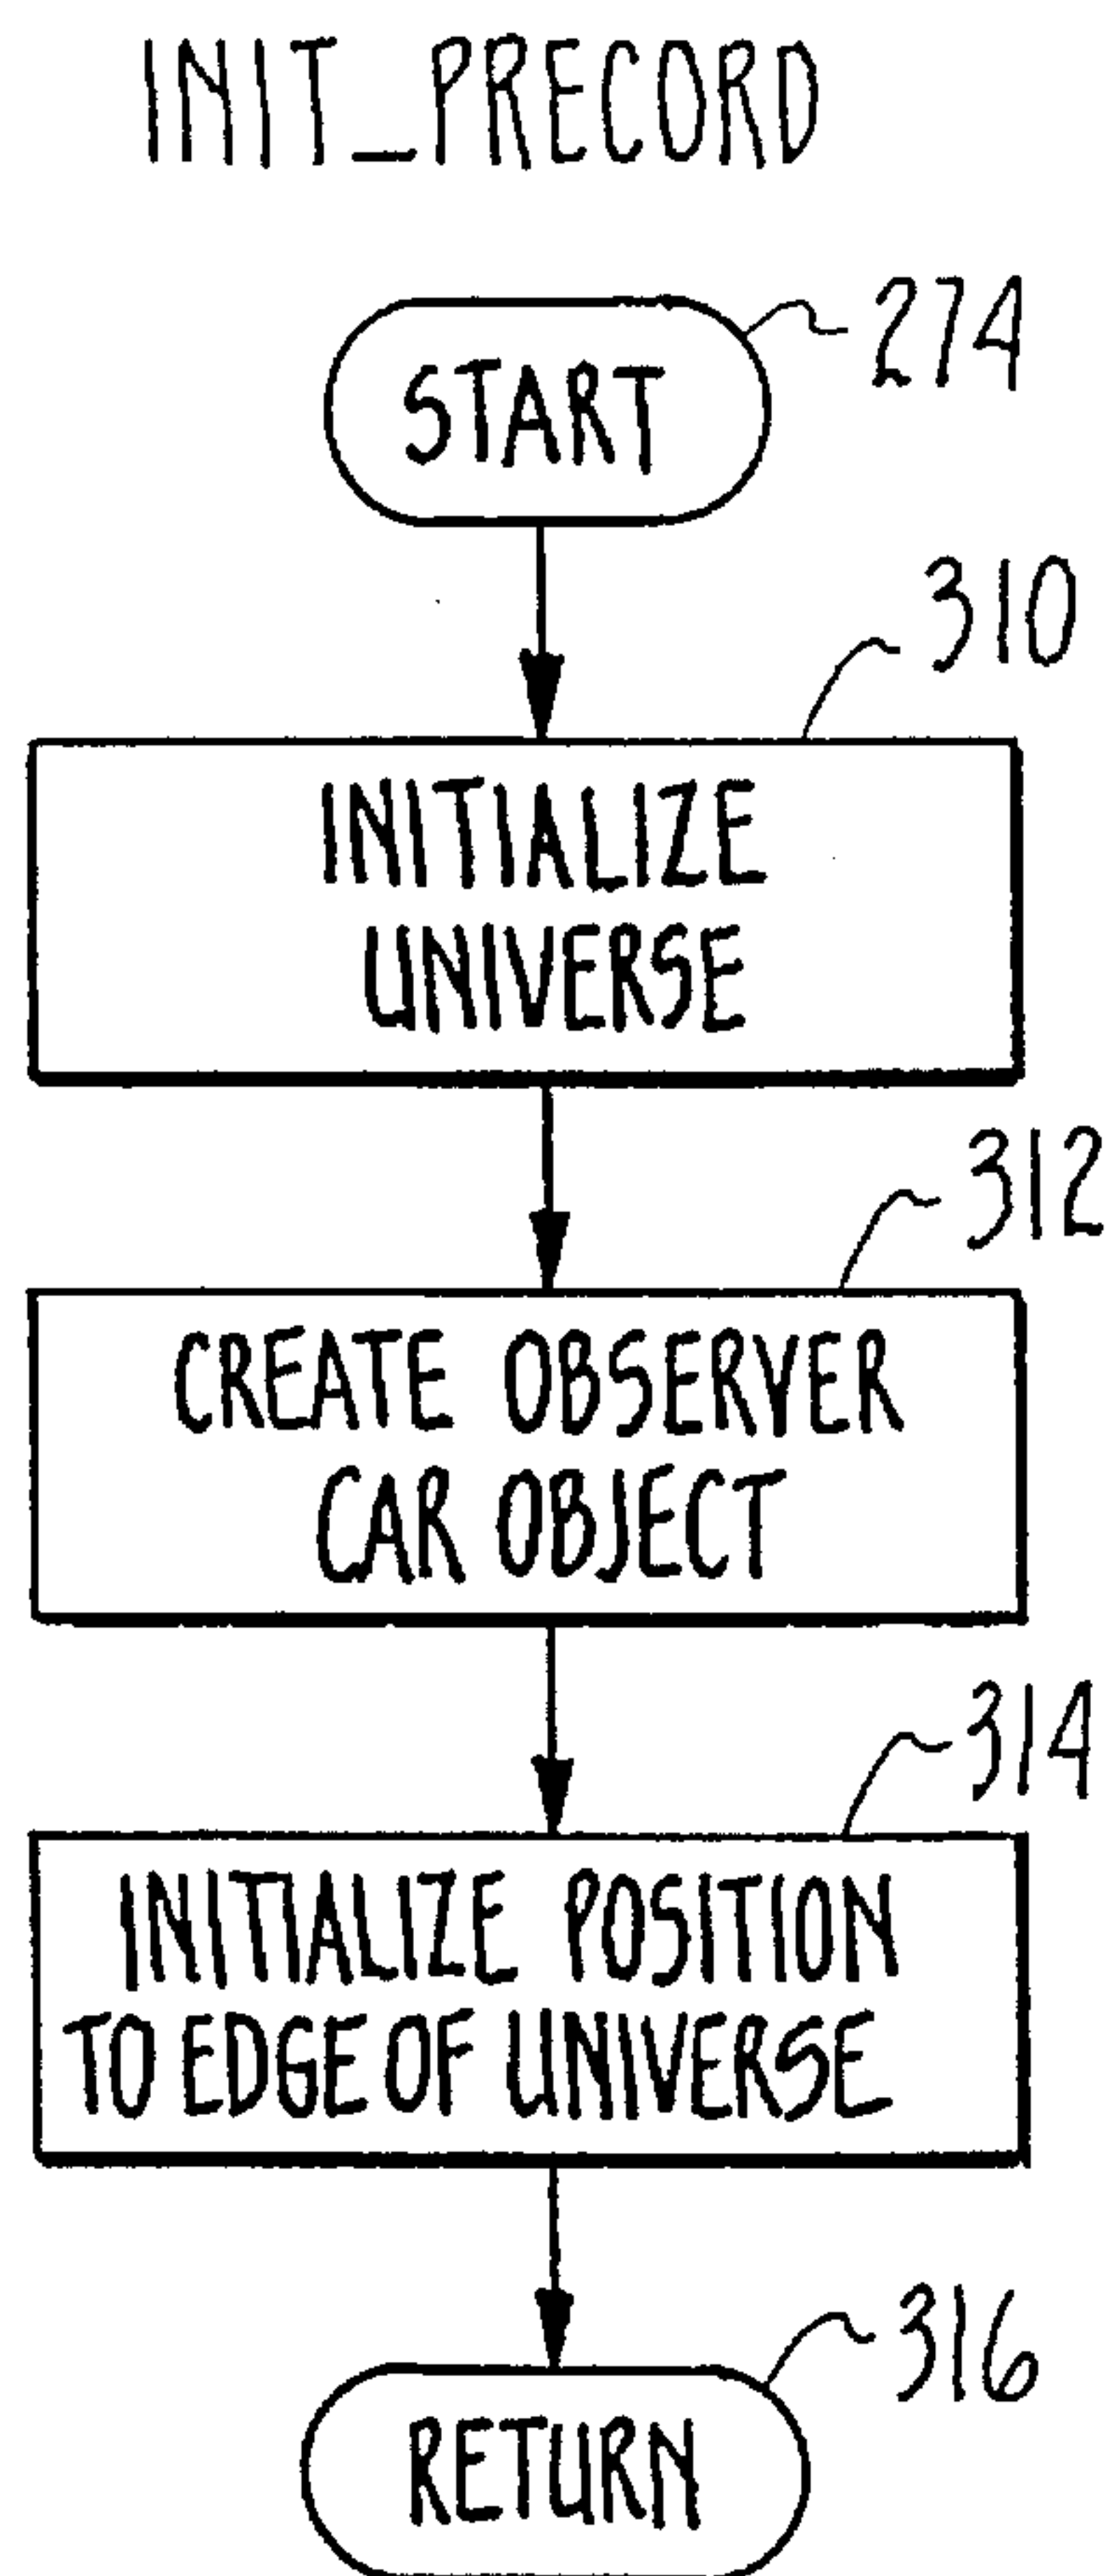 INIT_PRECORD
274
START
310
INITIALIZE
UNIVERSE
312
CREATE OBSERVER
CAR OBJECT
314
INITIALIZE POSITION
TO EDGE OF UNIVERSE
316
RETURN